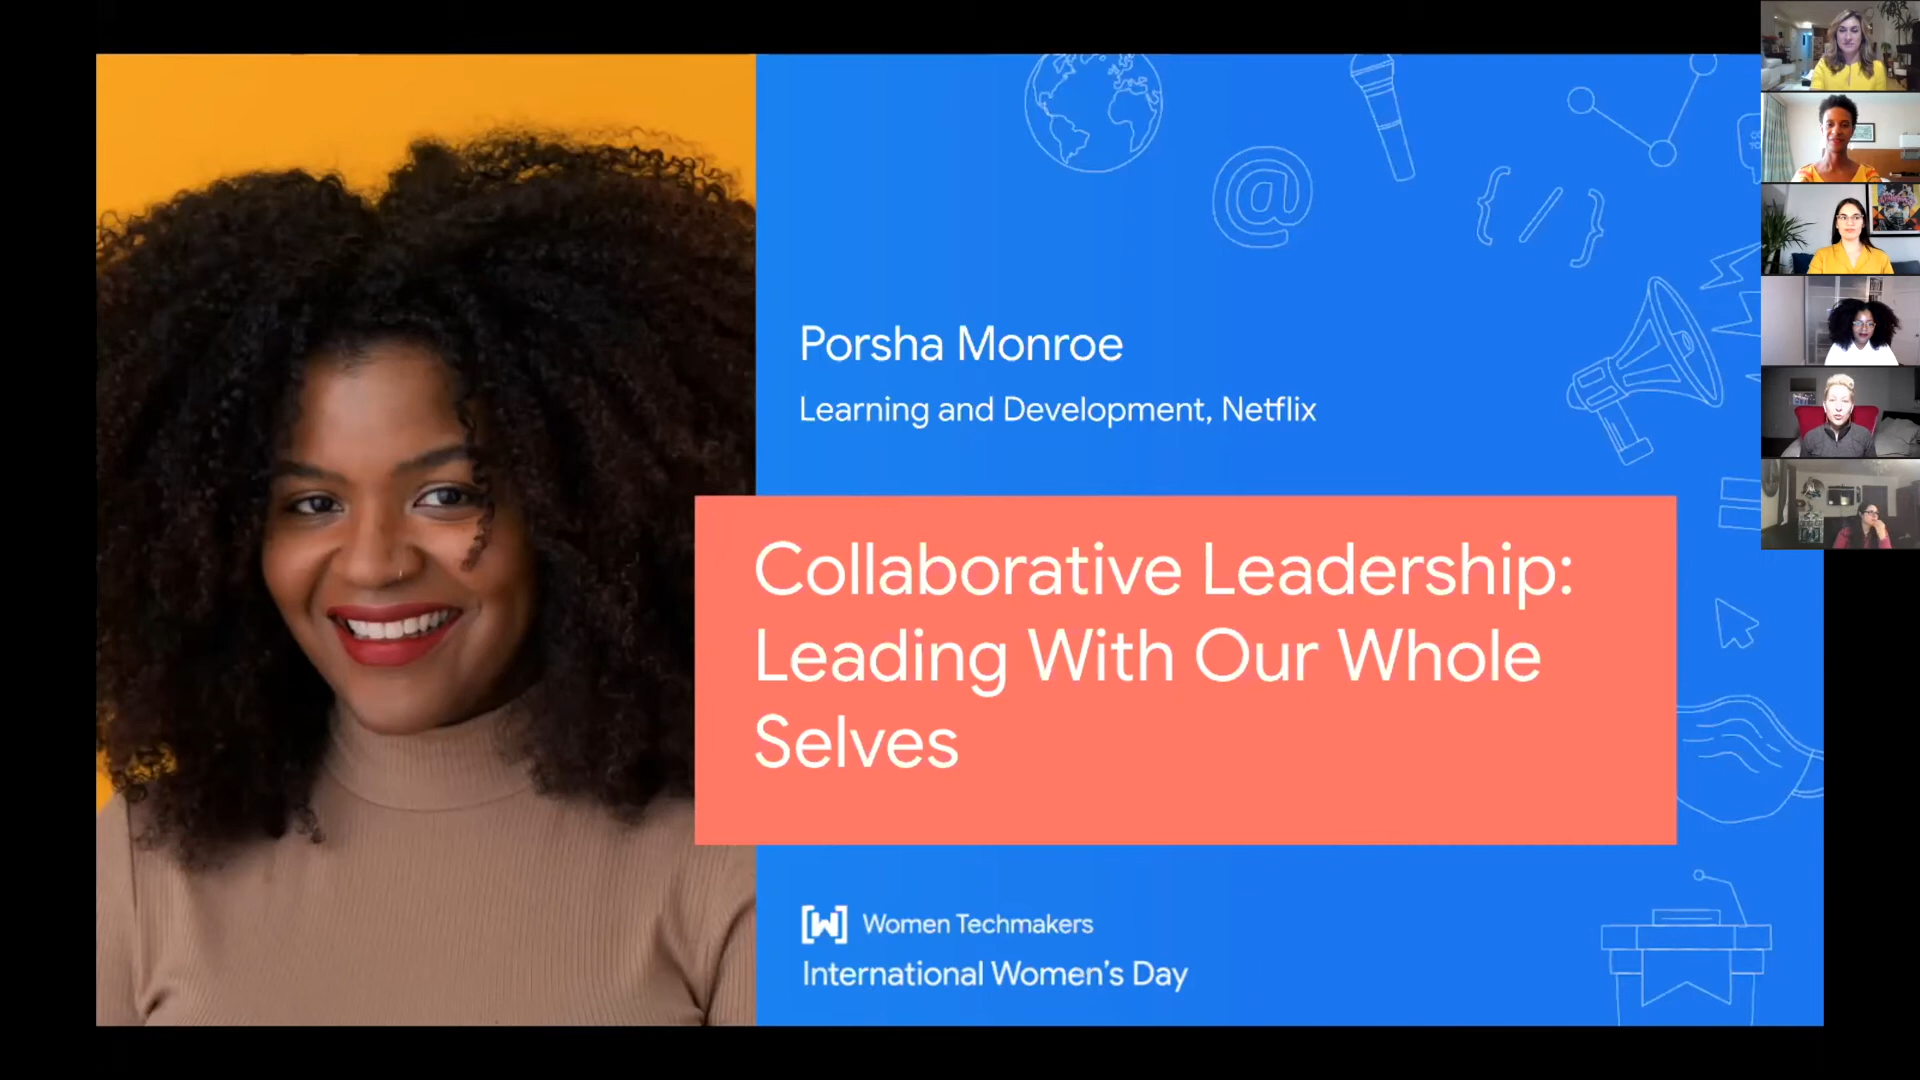 Porsha Monroe
Learning and Development, Netflix
Collaborative Leadership:
Leading With Our Whole
Selves
[W] Women Techmakers
International Women's Day
@
{ / }